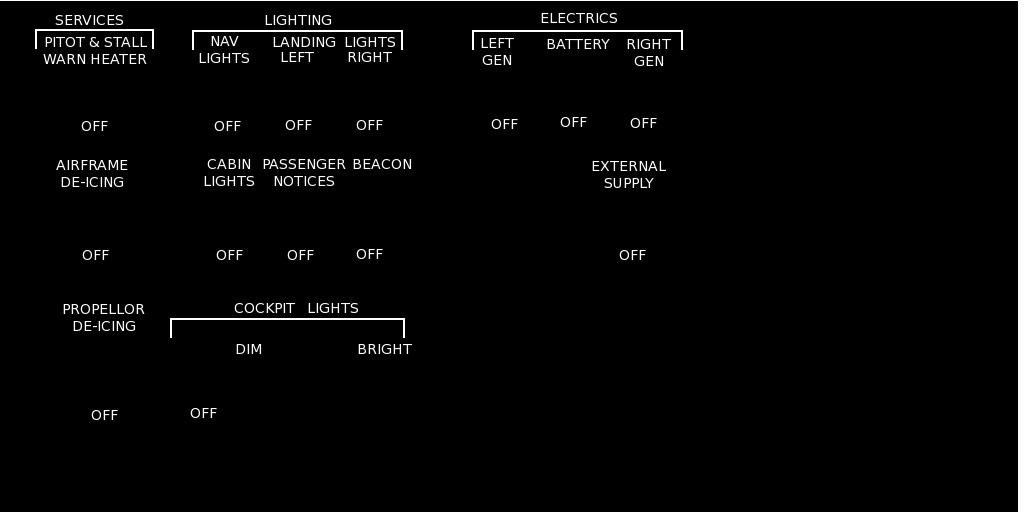 SERVICES LIGHTING ELECTRICS
PITOT & STALL NAV LANDING LIGHTS LEFT BATTERY RIGHT
WARN HEATER LIGHTS LEFT RIGHT GEN GEN
OFF OFF OFF OFF OFF OFF OFF
AIRFRAME CABIN PASSENGER BEACON EXTERNAL
DE-ICING LIGHTS NOTICES SUPPLY
OFF OFF OFF OFF OFF
PROPELLOR COCKPIT LIGHTS
DE-ICING
DIM BRIGHT
OFF OFF